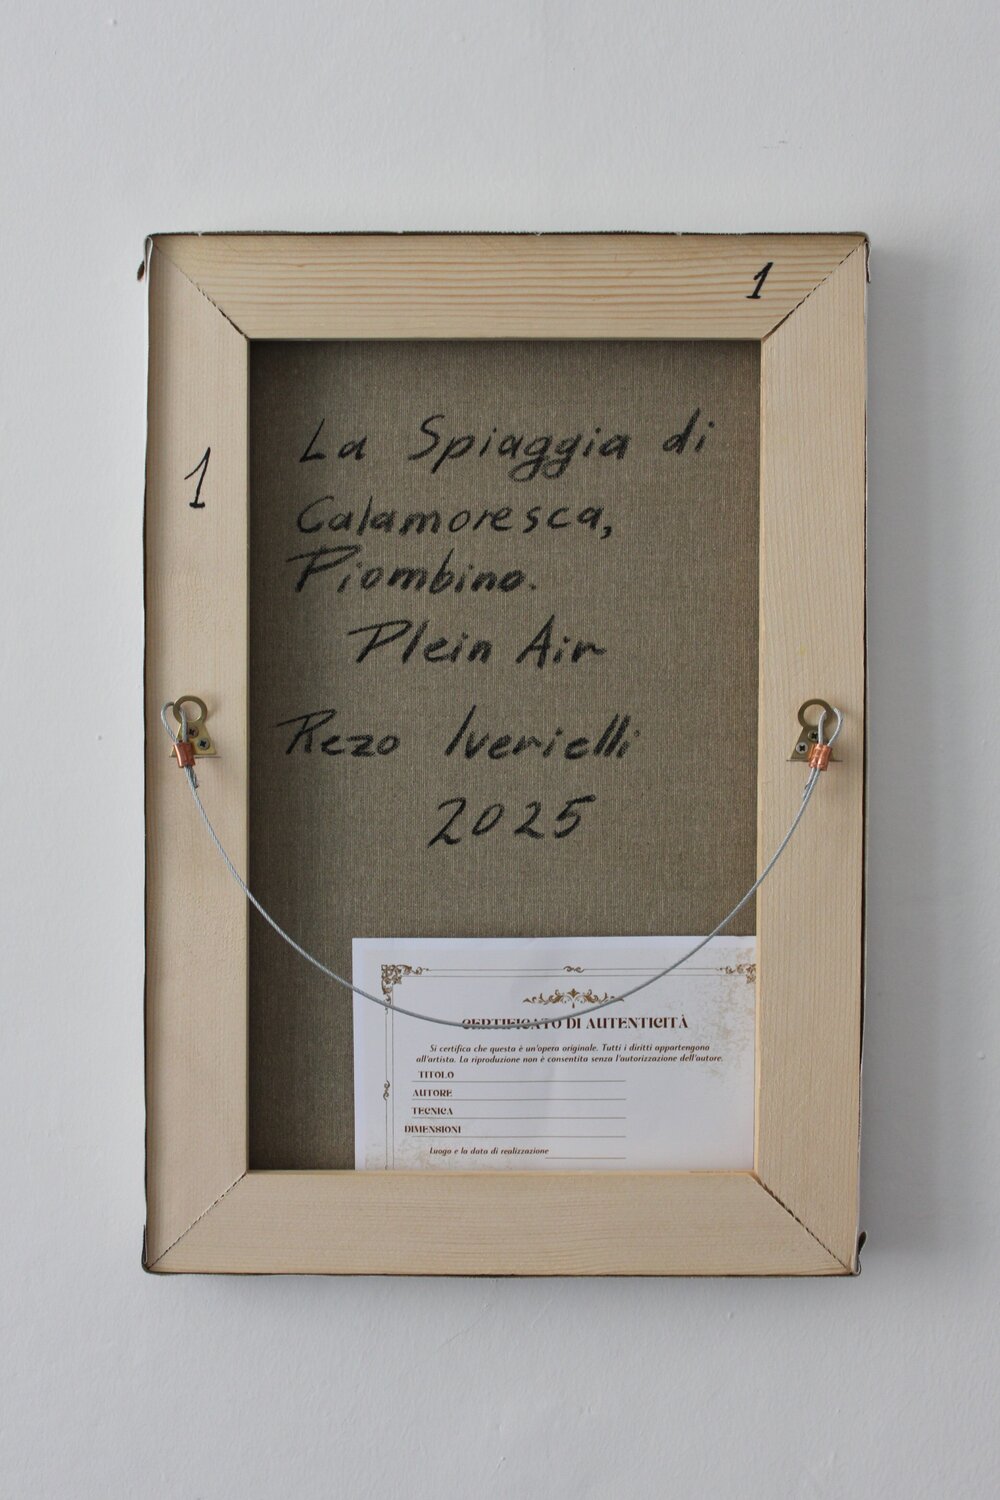 1
1
La Spiaggia di
Calamoresca,
Piombino.
Plein Air
Rezo Iverielli
2025
CERTIFICATO DI AUTENTICITÀ
Si certifica che questa è un'opera originale. Tutti i diritti appartengono
all'artista. La riproduzione non è consentito senza l'autorizzazione dell'autore.
TITOLO
AUTORE
TECNICA
DIMENSIONI
Luogo e la data di realizzazione